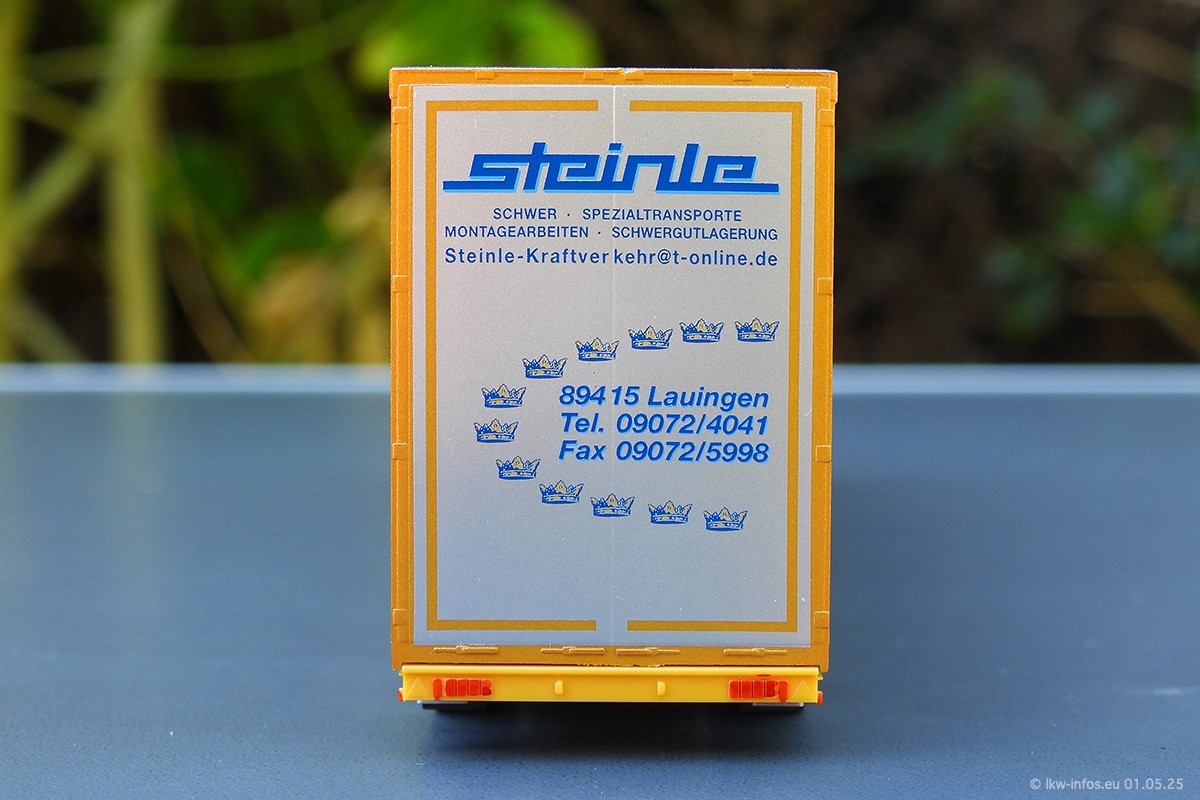 steinle
SCHWER · SPEZIALTRANSPORTE
MONTAGEARBEITEN · SCHWERGUTLAGERUNG
Steinle-Kraftverkehr@t-online.de
89415 Lauingen
Tel. 09072/4041
Fax 09072/5998
© lkw-infos.eu 01.05.25